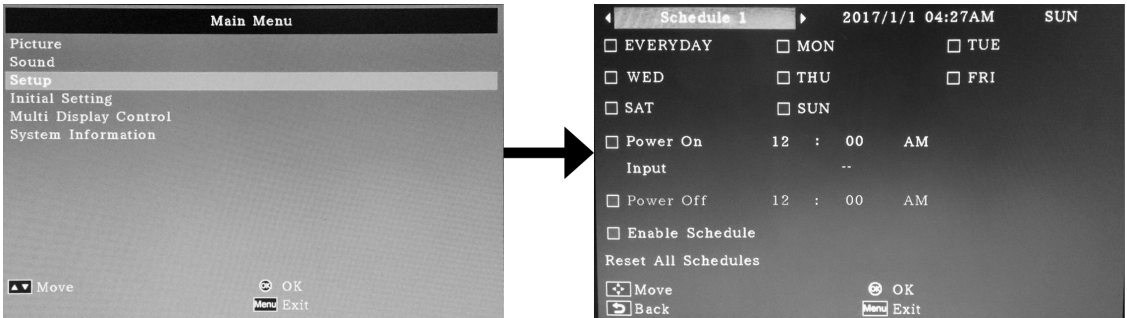 Main Menu
Picture
Sound
Setup
Initial Setting
Multi Display Control
System Information
Move
OK OK
Menu Exit
Schedule 1 2017/1/1 04:27AM SUN
EVERYDAY MON TUE
WED THU FRI
SAT SUN
Power On 12 : 00 AM
Input --
Power Off 12 : 00 AM
Enable Schedule
Reset All Schedules
Move OK OK
Back Menu Exit